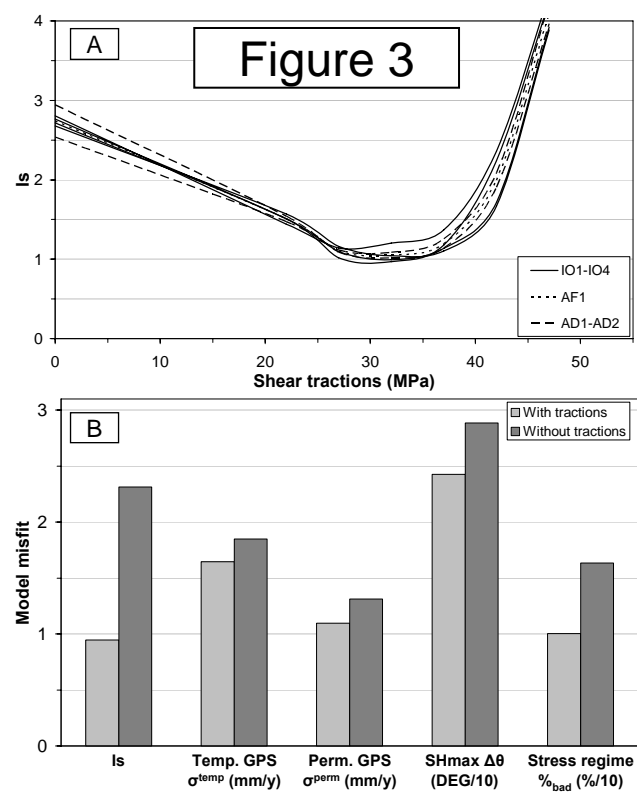 4
A
Figure 3
3
Is
2
1
IO1-IO4
AF1
AD1-AD2
0
0 10 20 30 40 50
Shear tractions (MPa)
3
B
With tractions
Without tractions
Model misfit
2
1
0
Is
Temp. GPS
σtemp (mm/y)
Perm. GPS
σperm (mm/y)
SHmax Δθ
(DEG/10)
Stress regime
%bad (%/10)